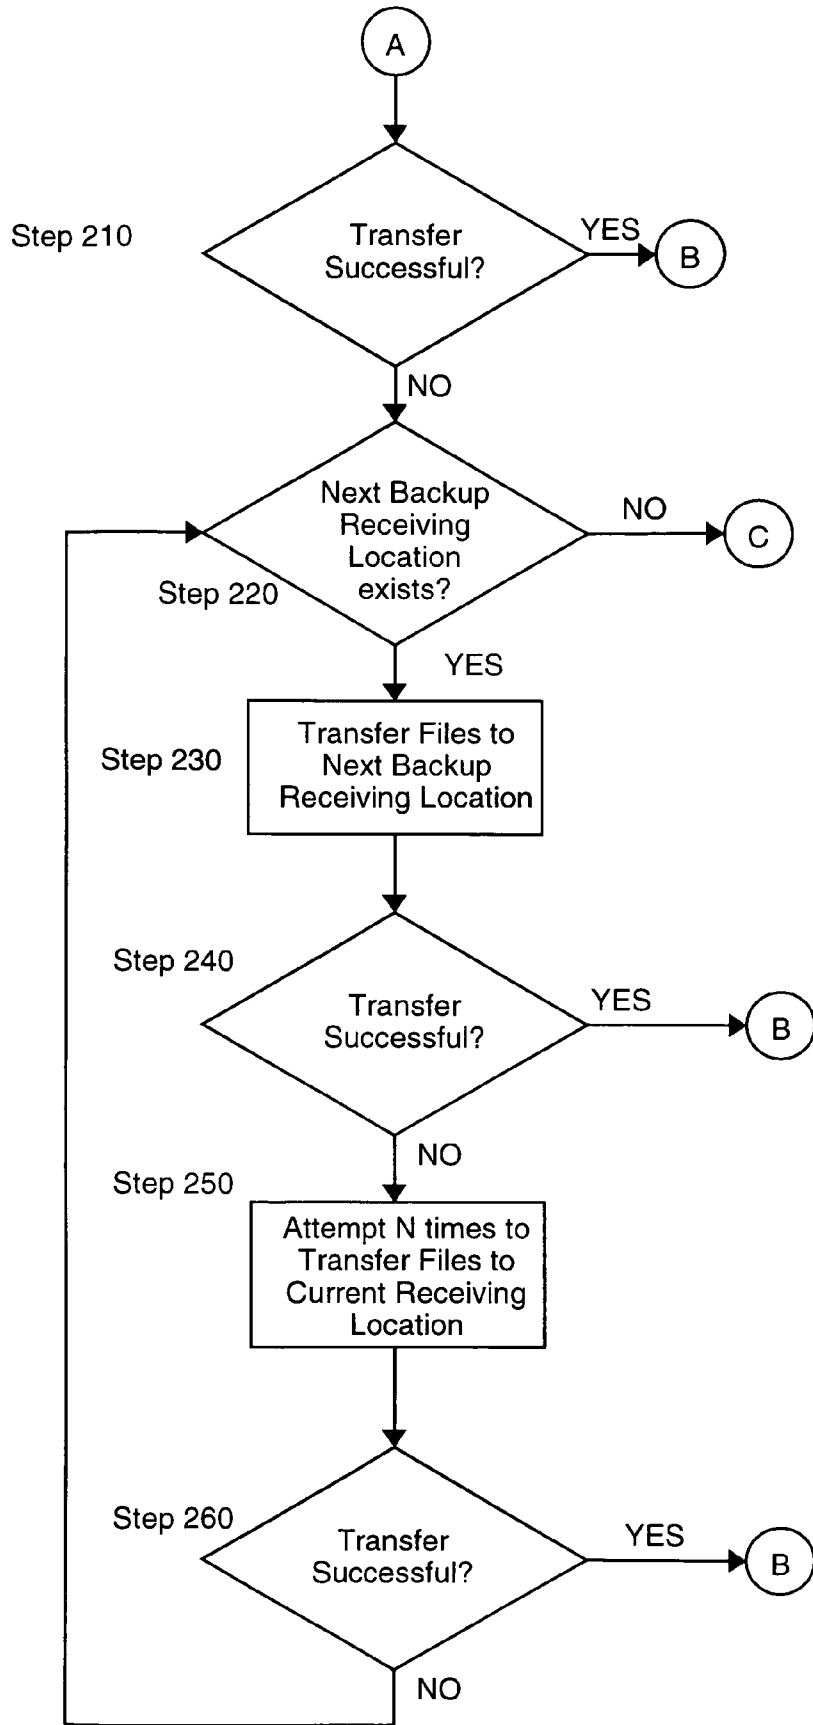 A
Step 210
Transfer
Successful?
YES
B
NO
Next Backup
Receiving
Location
exists?
NO
C
Step 220
YES
Step 230
Transfer Files to
Next Backup
Receiving Location
Step 240
Transfer
Successful?
YES
B
NO
Step 250
Attempt N times to
Transfer Files to
Current Receiving
Location
Step 260
Transfer
Successful?
YES
B
NO